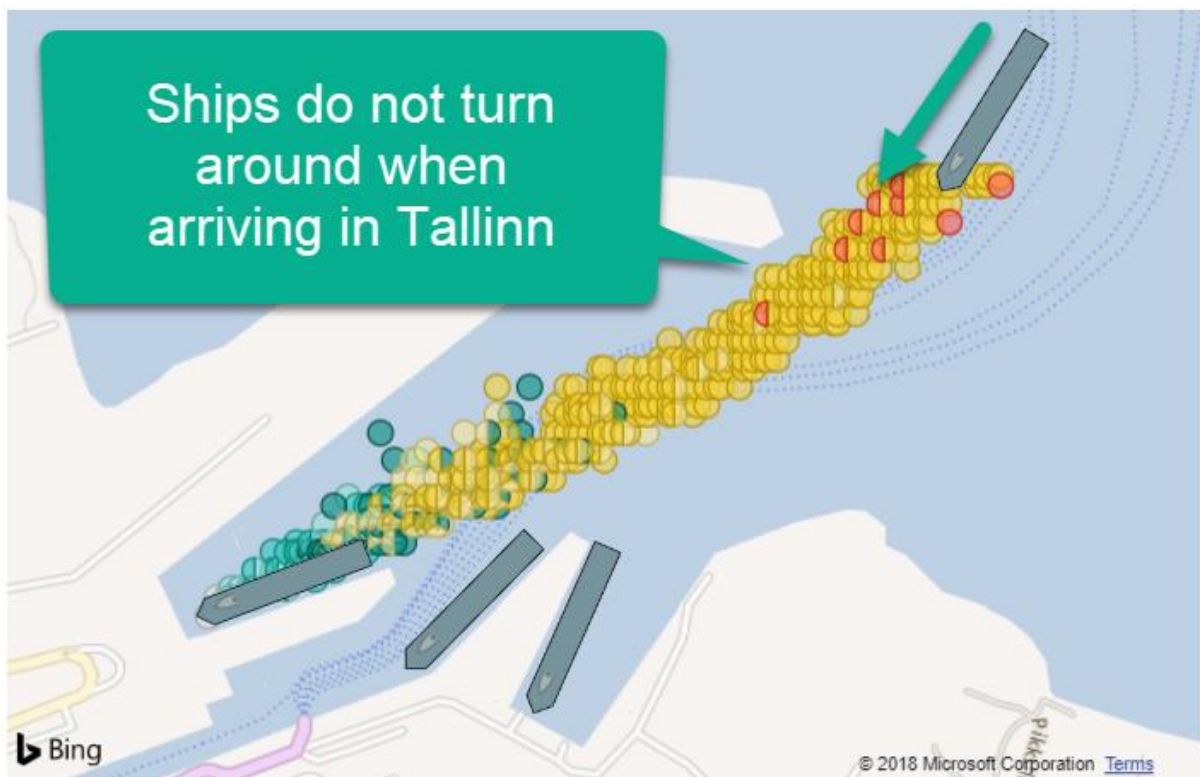 Ships do not turn
around when
arriving in Tallinn
Bing
© 2018 Microsoft Corporation Terms